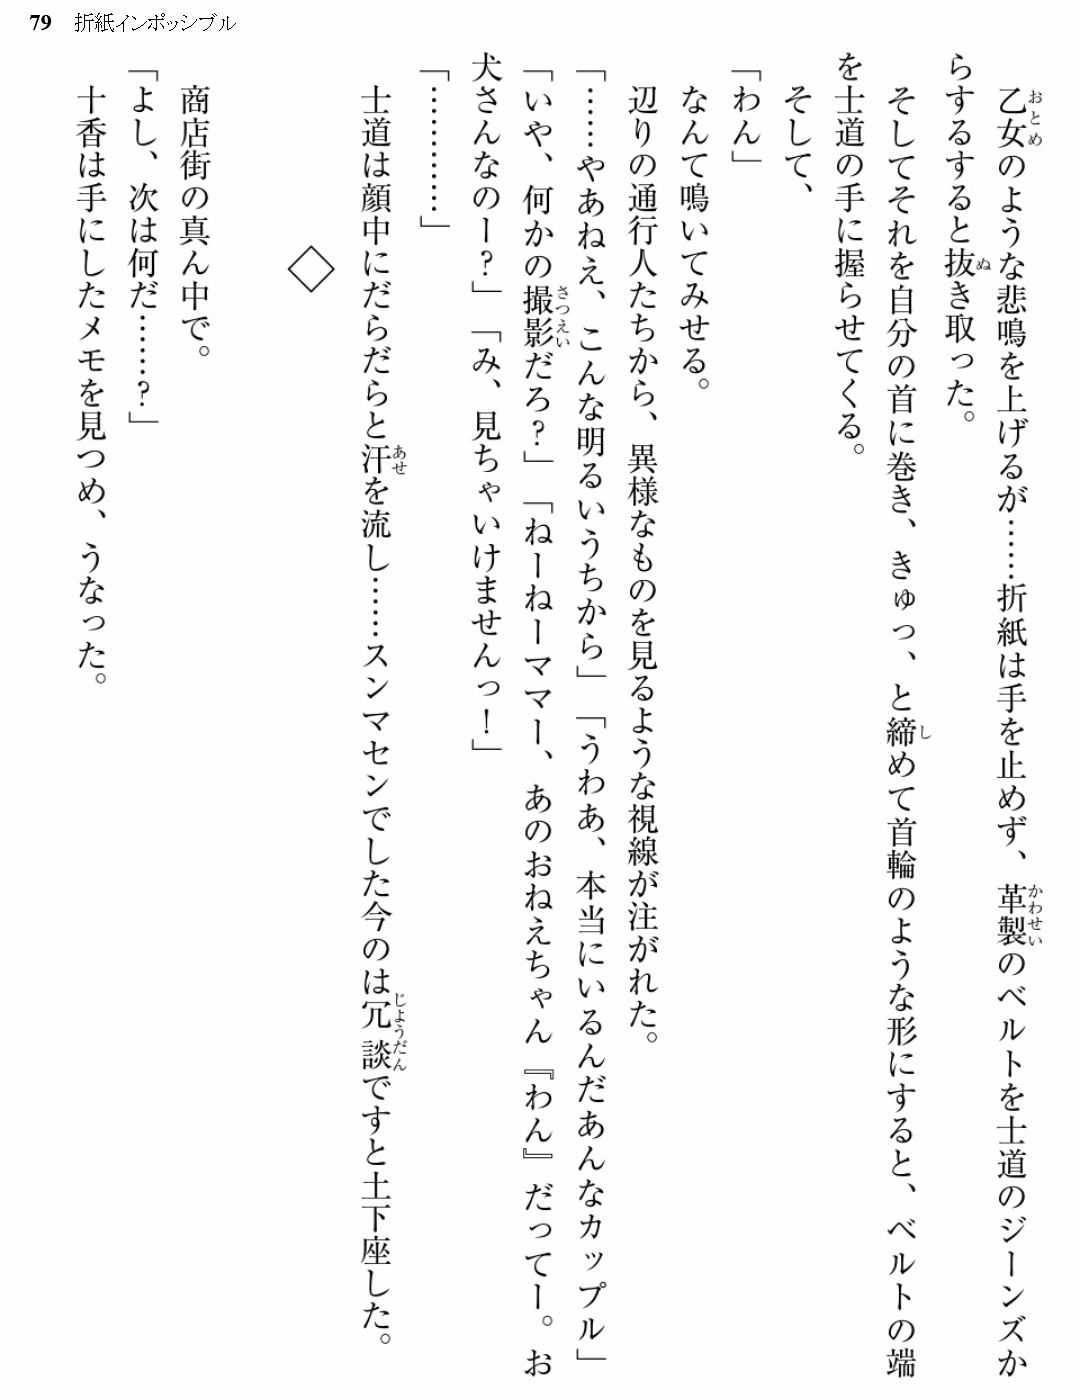 79 折紙インポッシブル
乙女のような悲鳴を上げるが……折紙は手を止めず、革製のベルトを士道のジーンズか
らするすると抜き取った。
そしてそれを自分の首に巻き、きゅっ、と締めて首輪のような形にすると、ベルトの端
を士道の手に握らせてくる。
そして、
「わん」
なんて鳴いてみせる。
辺りの通行人たちから、異様なものを見るような視線が注がれた。
「……やあねえ、こんな明るいうちから」「うわあ、本当にいるんだあんなカップル」
「いや、何かの撮影だろ?」「ねーねーママー、あのおねえちゃん『わん』だってー。お
犬さんなのー?」「み、見ちゃいけませんっ!」
「…………」
士道は顔中にだらだらと汗を流し……スンマセンでした今のは冗談ですと土下座した。
◇
商店街の真ん中で。
「よし、次は何だ……?」
十香は手にしたメモを見つめ、うなった。